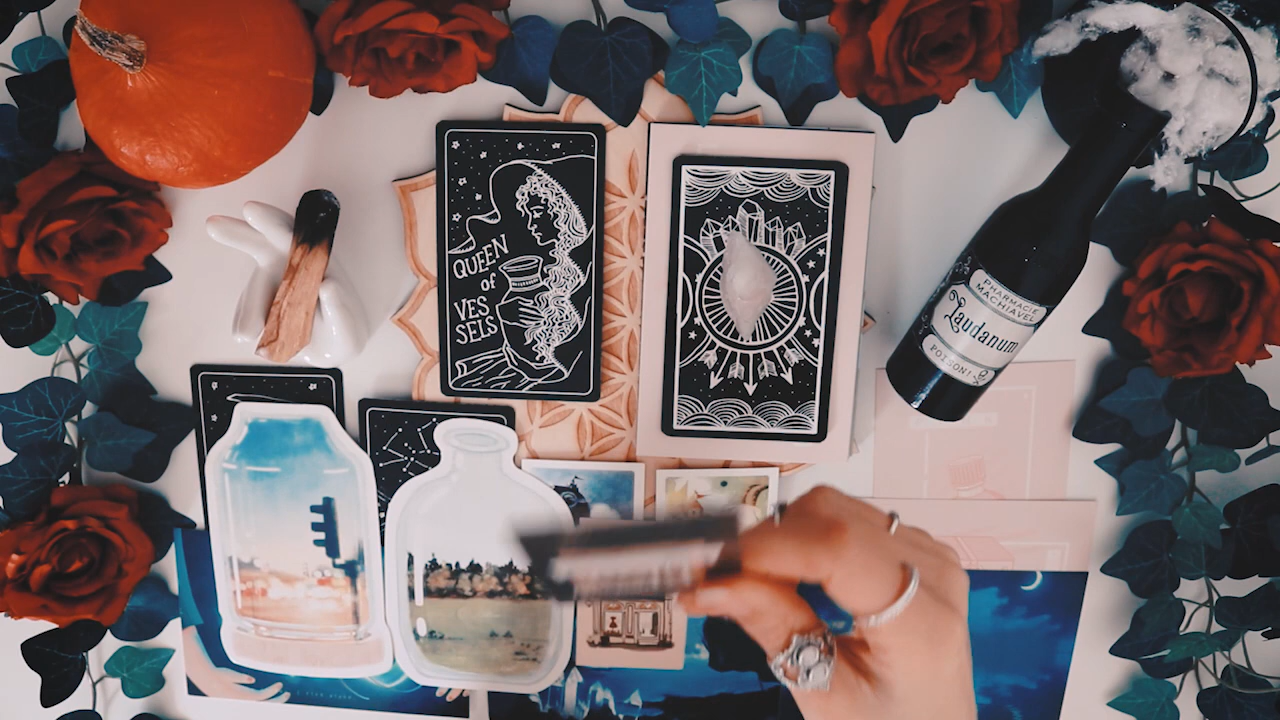 QUEEN
of
VES
SELS
PHARMACIE
MACHIAVEL
Laudanum
POISON!